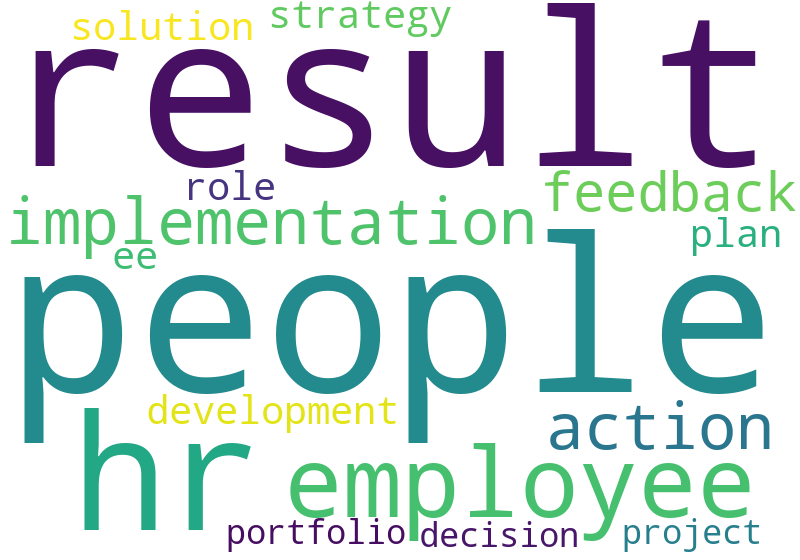 solution strategy
result
role feedback
implementation plan
ee
people
development action
hr employee
portfolio decision project